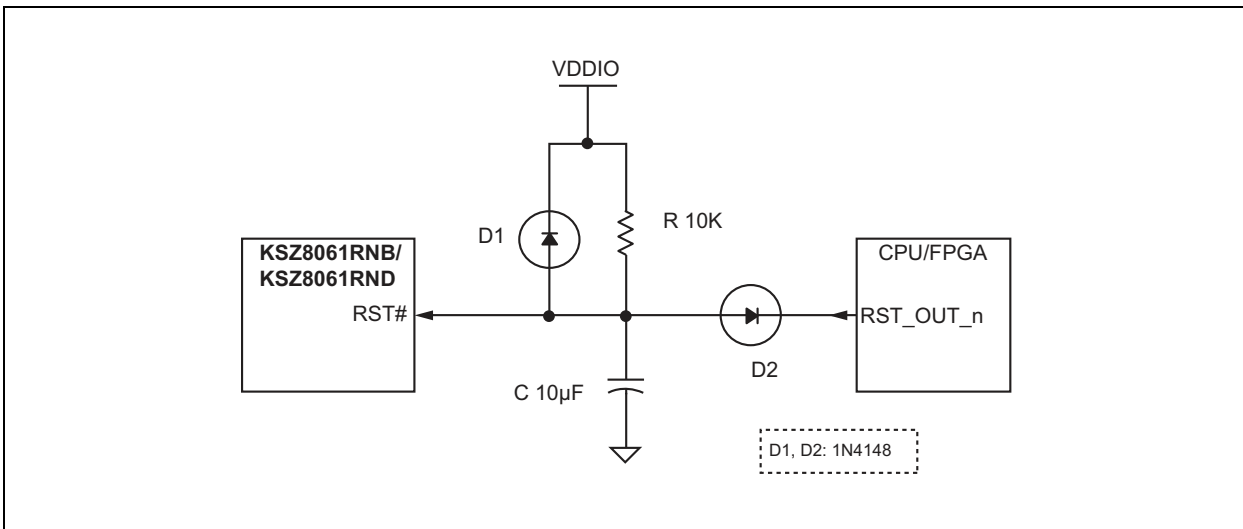 VDDIO
D1
R 10K
KSZ8061RNB/
KSZ8061RND
RST#
CPU/FPGA
RST_OUT_n
D2
C 10µF
D1, D2: 1N4148